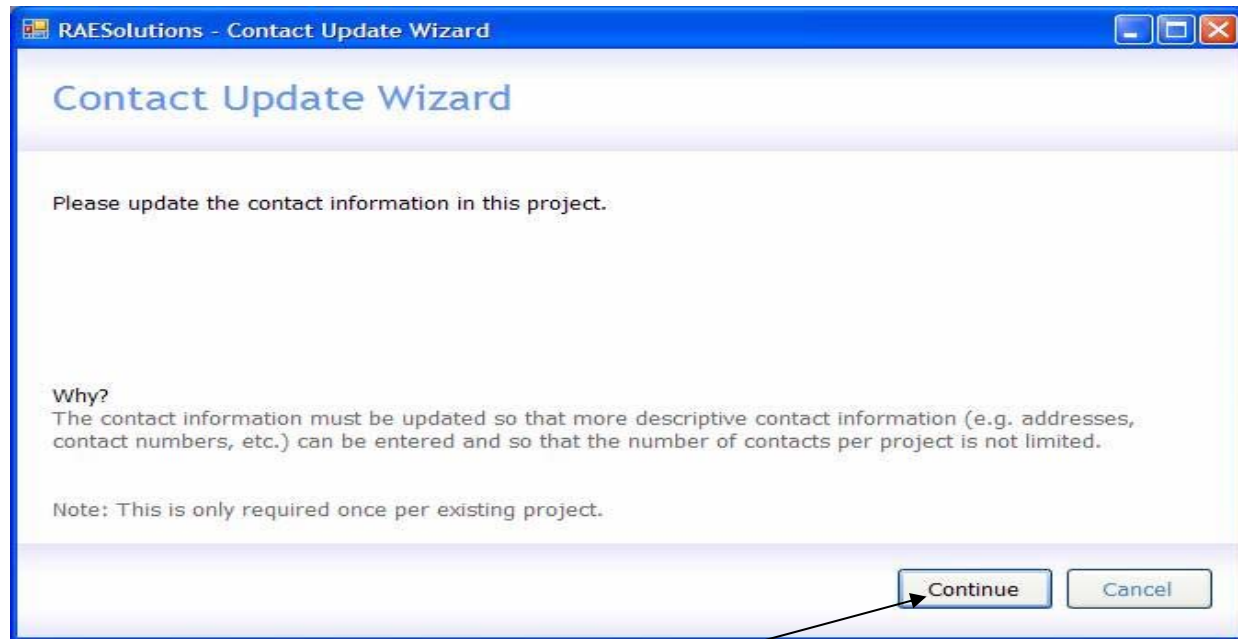 RAESolutions - Contact Update Wizard
Contact Update Wizard
Please update the contact information in this project.
Why?
The contact information must be updated so that more descriptive contact information (e.g. addresses,
contact numbers, etc.) can be entered and so that the number of contacts per project is not limited.
Note: This is only required once per existing project.
Continue Cancel